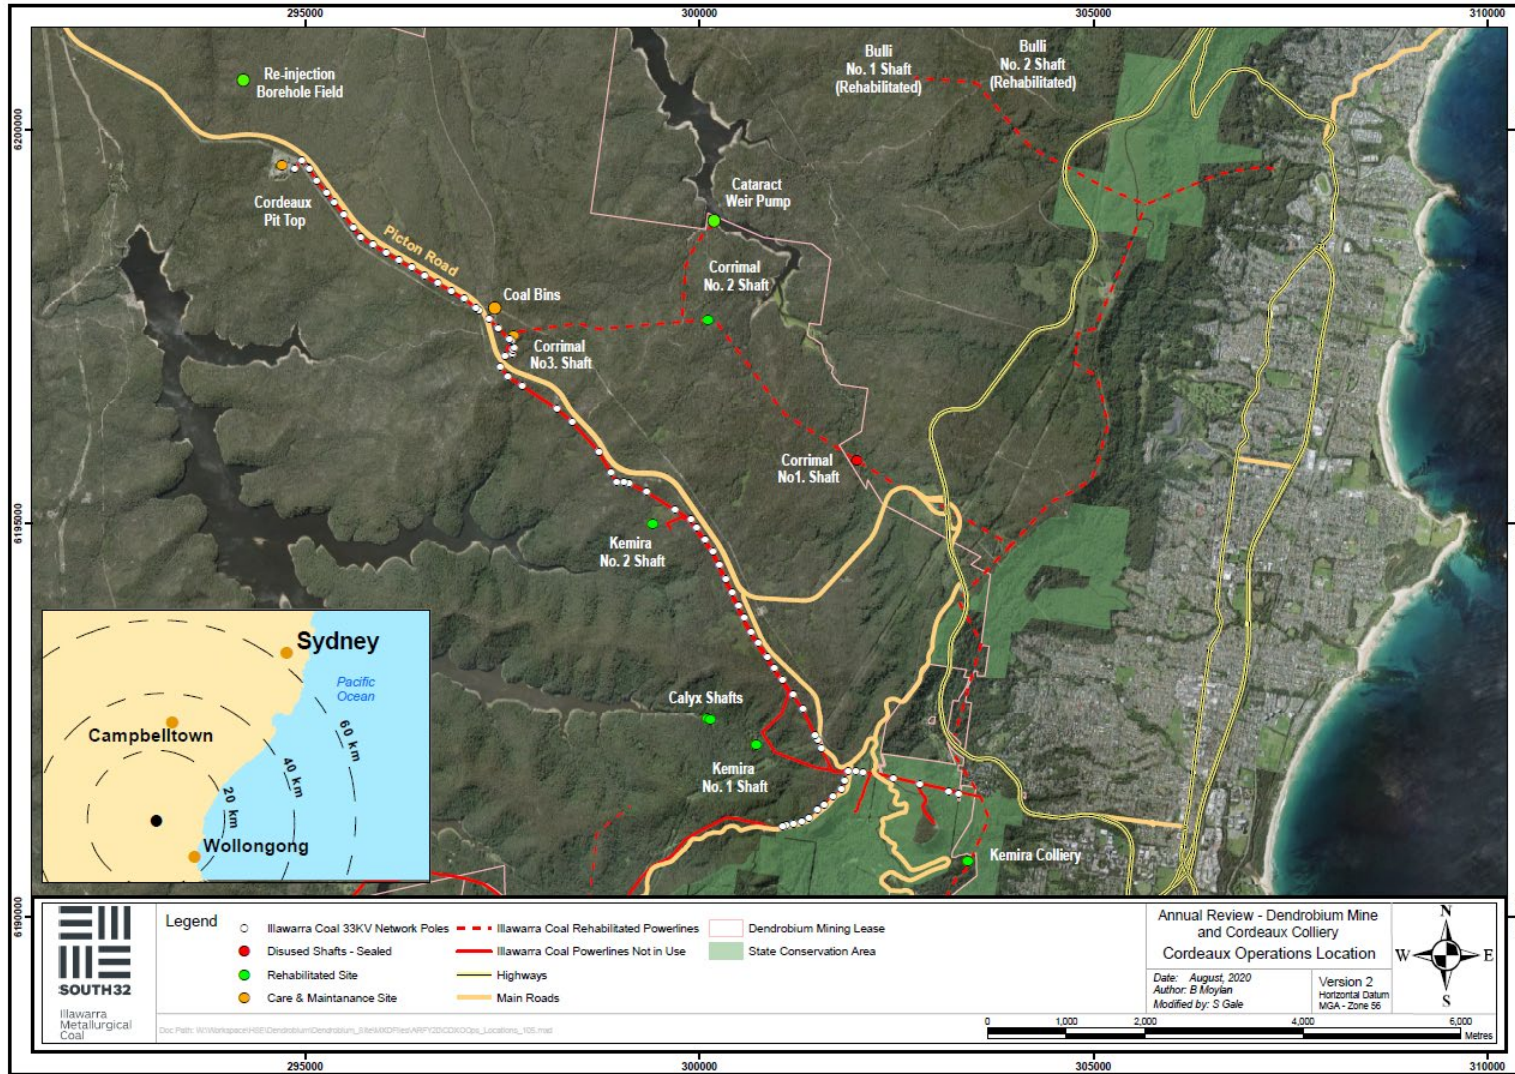 295000
300000
305000
310000
6200000
6195000
6190000
Re-injection
Borehole Field
Bulli
No. 1 Shaft
(Rehabilitated)
Bulli
No. 2 Shaft
(Rehabilitated)
Cordeaux
Pit Top
Picton Road
Cataract
Weir Pump
Corrimal
No. 2 Shaft
Coal Bins
Corrimal
No3. Shaft
Corrimal
No1. Shaft
Kemira
No. 2 Shaft
Calyx Shafts
Kemira
No. 1 Shaft
Kemira Colliery
Sydney
Pacific
Ocean
Campbelltown
60 km
40 km
20 km
Wollongong
SOUTH32
Illawarra
Metallurgical
Coal
Legend
Illawarra Coal 33KV Network Poles
Disused Shafts - Sealed
Rehabilitated Site
Care & Maintanance Site
Illawarra Coal Rehabilitated Powerlines
Illawarra Coal Powerlines Not in Use
Highways
Main Roads
Dendrobium Mining Lease
State Conservation Area
Annual Review - Dendrobium Mine
and Cordeaux Colliery
Cordeaux Operations Location
Date: August, 2020
Author: B Moylan
Modified by: S Gale
Version 2
Horizontal Datum
MGA - Zone 56
N
W
E
S
0 1,000 2,000 4,000 6,000
Metres
295000
300000
305000
310000